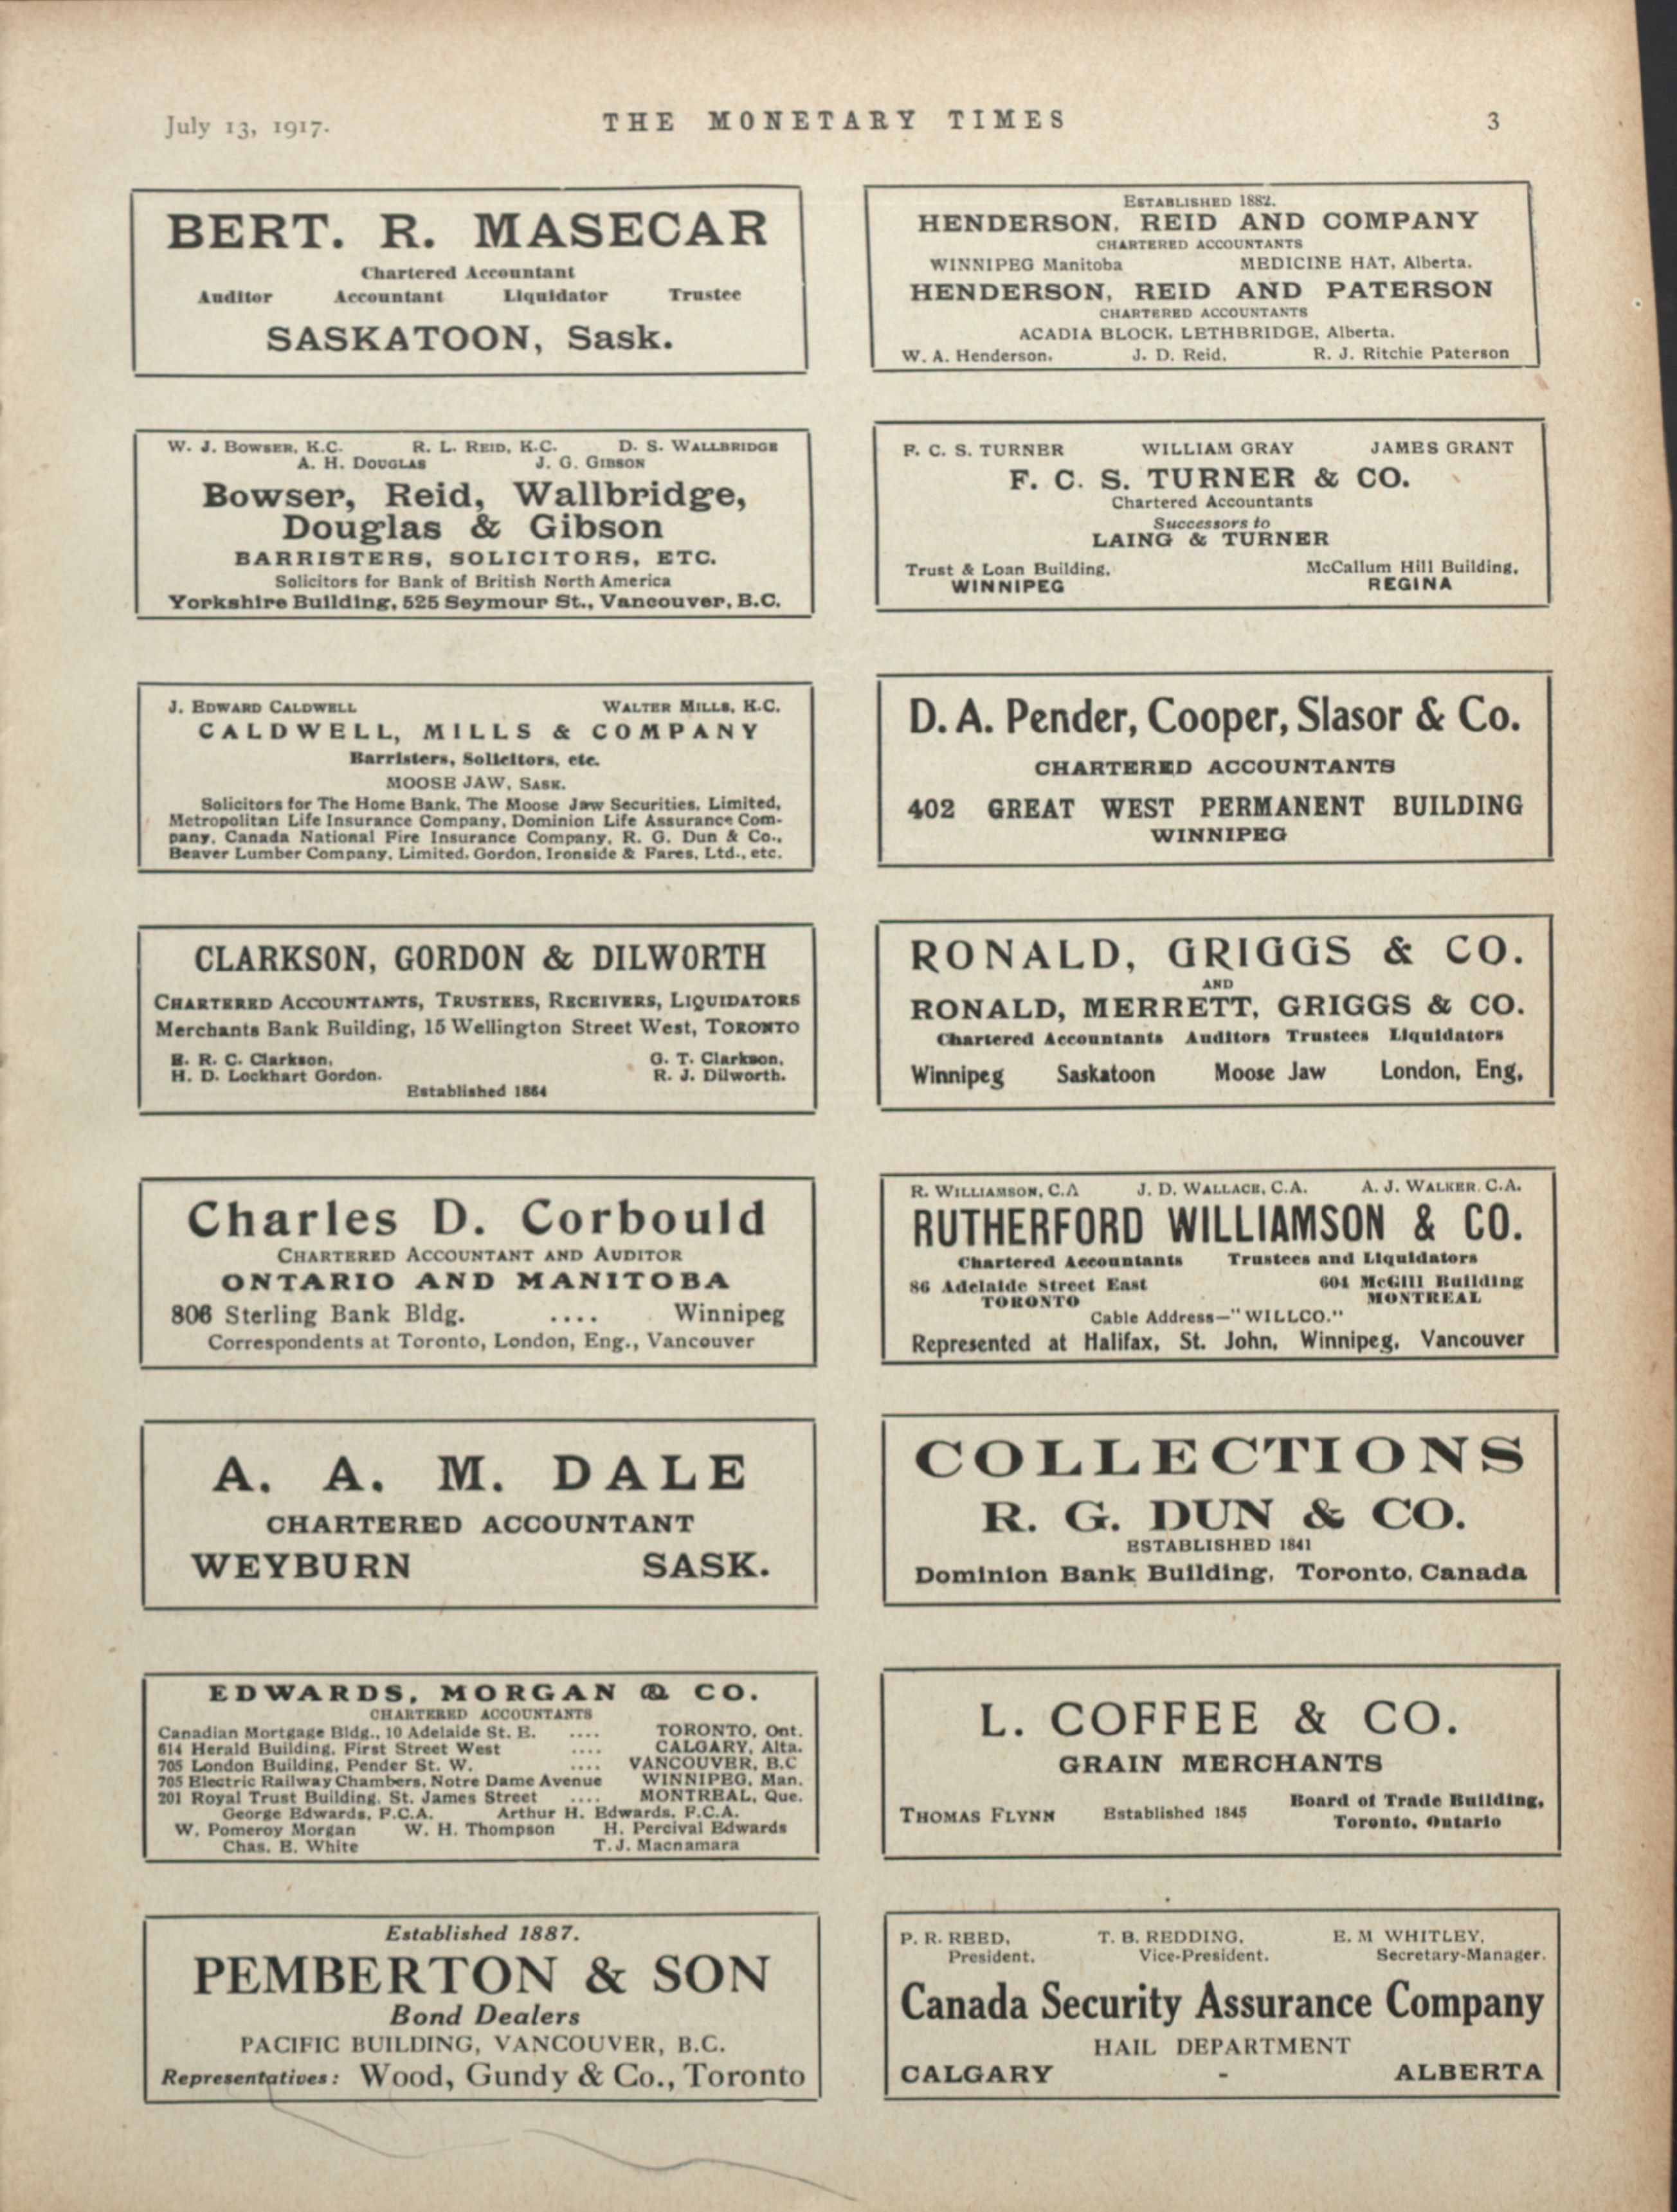 July 13, 1917. THE MONETARY TIMES 3
BERT. R. MASECAR
Chartered Accountant
Auditor Accountant Liquidator Trustee
SASKATOON, Sask.
W. J. BOWSER, K.C. R. L. REID, K.C. D. S. WALLBRIDGE
A. H. DOUGLAS J. G. GIBSON
Bowser, Reid, Wallbridge,
Douglas & Gibson
BARRISTERS, SOLICITORS, ETC.
Solicitors for Bank of British North America
Yorkshire Building, 525 Seymour St., Vancouver, B.C.
J. EDWARD CALDWELL WALTER MILLS, K.C.
CALDWELL, MILLS & COMPANY
Barristers, Solicitors, etc.
MOOSE JAW, SASK.
Solicitors for The Home Bank, The Moose Jaw Securities, Limited,
Metropolitan Life Insurance Company, Dominion Life Assurance Com-
pany, Canada National Fire Insurance Company, R. G. Dun & Co.,
Beaver Lumber Company, Limited, Gordon, Ironside & Fares, Ltd., etc.
CLARKSON, GORDON & DILWORTH
CHARTERED ACCOUNTANTS, TRUSTEES, RECEIVERS, LIQUIDATORS
Merchants Bank Building, 15 Wellington Street West, TORONTO
E. R. C. Clarkson, G. T. Clarkson,
H. D. Lockhart Gordon. R. J. Dilworth.
Established 1864
Charles D. Corbould
CHARTERED ACCOUNTANT AND AUDITOR
ONTARIO AND MANITOBA
806 Sterling Bank Bldg. .... Winnipeg
Correspondents at Toronto, London, Eng., Vancouver
A. A. M. DALE
CHARTERED ACCOUNTANT
WEYBURN SASK.
EDWARDS, MORGAN & CO.
CHARTERED ACCOUNTANTS
Canadian Mortgage Bldg., 10 Adelaide St. E. .... TORONTO, Ont.
614 Herald Building, First Street West .... CALGARY, Alta.
705 London Building, Pender St. W. .... VANCOUVER, B.C
705 Electric Railway Chambers, Notre Dame Avenue WINNIPEG, Man.
201 Royal Trust Building, St. James Street .... MONTREAL, Que.
George Edwards, F.C.A. Arthur H. Edwards, F.C.A.
W. Pomeroy Morgan W. H. Thompson H. Percival Edwards
Chas. E. White T. J. Macnamara
Established 1887.
PEMBERTON & SON
Bond Dealers
PACIFIC BUILDING, VANCOUVER, B.C.
Representatives: Wood, Gundy & Co., Toronto
ESTABLISHED 1882.
HENDERSON, REID AND COMPANY
CHARTERED ACCOUNTANTS
WINNIPEG Manitoba MEDICINE HAT, Alberta.
HENDERSON, REID AND PATERSON
CHARTERED ACCOUNTANTS
ACADIA BLOCK, LETHBRIDGE, Alberta.
W. A. Henderson. J. D. Reid. R. J. Ritchie Paterson
F. C. S. TURNER WILLIAM GRAY JAMES GRANT
F. C. S. TURNER & CO.
Chartered Accountants
Successors to
LAING & TURNER
Trust & Loan Building, McCallum Hill Building,
WINNIPEG REGINA
D. A. Pender, Cooper, Slasor & Co.
CHARTERED ACCOUNTANTS
402 GREAT WEST PERMANENT BUILDING
WINNIPEG
RONALD, GRIGGS & CO.
AND
RONALD, MERRETT, GRIGGS & CO.
Chartered Accountants Auditors Trustees Liquidators
Winnipeg Saskatoon Moose Jaw London, Eng,
R. WILLIAMSON, C.A J. D. WALLACE, C.A. A. J. WALKER. C.A.
RUTHERFORD WILLIAMSON & CO.
Chartered Accountants Trustees and Liquidators
86 Adelaide Street East 604 McGill Building
TORONTO MONTREAL
Cable Address—"WILLCO."
Represented at Halifax, St. John, Winnipeg, Vancouver
COLLECTIONS
R. G. DUN & CO.
ESTABLISHED 1841
Dominion Bank Building, Toronto, Canada
L. COFFEE & CO.
GRAIN MERCHANTS
THOMAS FLYNN Established 1845 Board of Trade Building,
Toronto, Ontario
P. R. REED, T. B. REDDING, E. M WHITLEY,
President. Vice-President. Secretary-Manager.
Canada Security Assurance Company
HAIL DEPARTMENT
CALGARY - ALBERTA